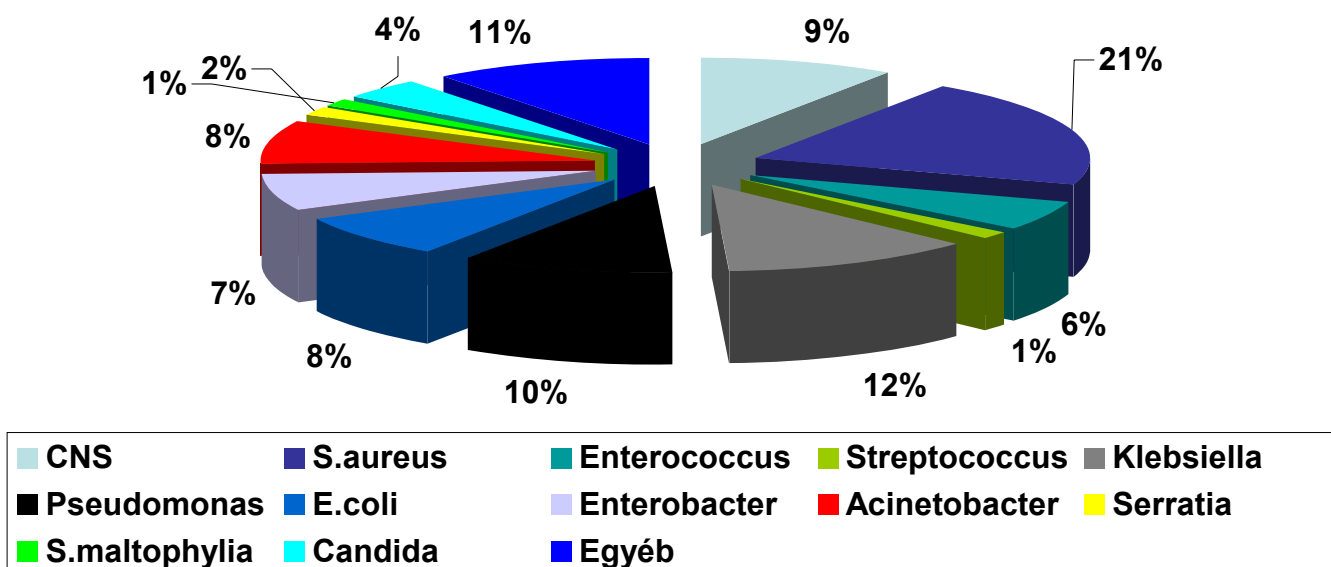 4% 11% 9%
21%
2%
1%
8%
7%
6%
1%
8%
10% 12%
CNS S.aureus Enterococcus Streptococcus Klebsiella
Pseudomonas E.coli Enterobacter Acinetobacter Serratia
S.maltophylia Candida Egyéb